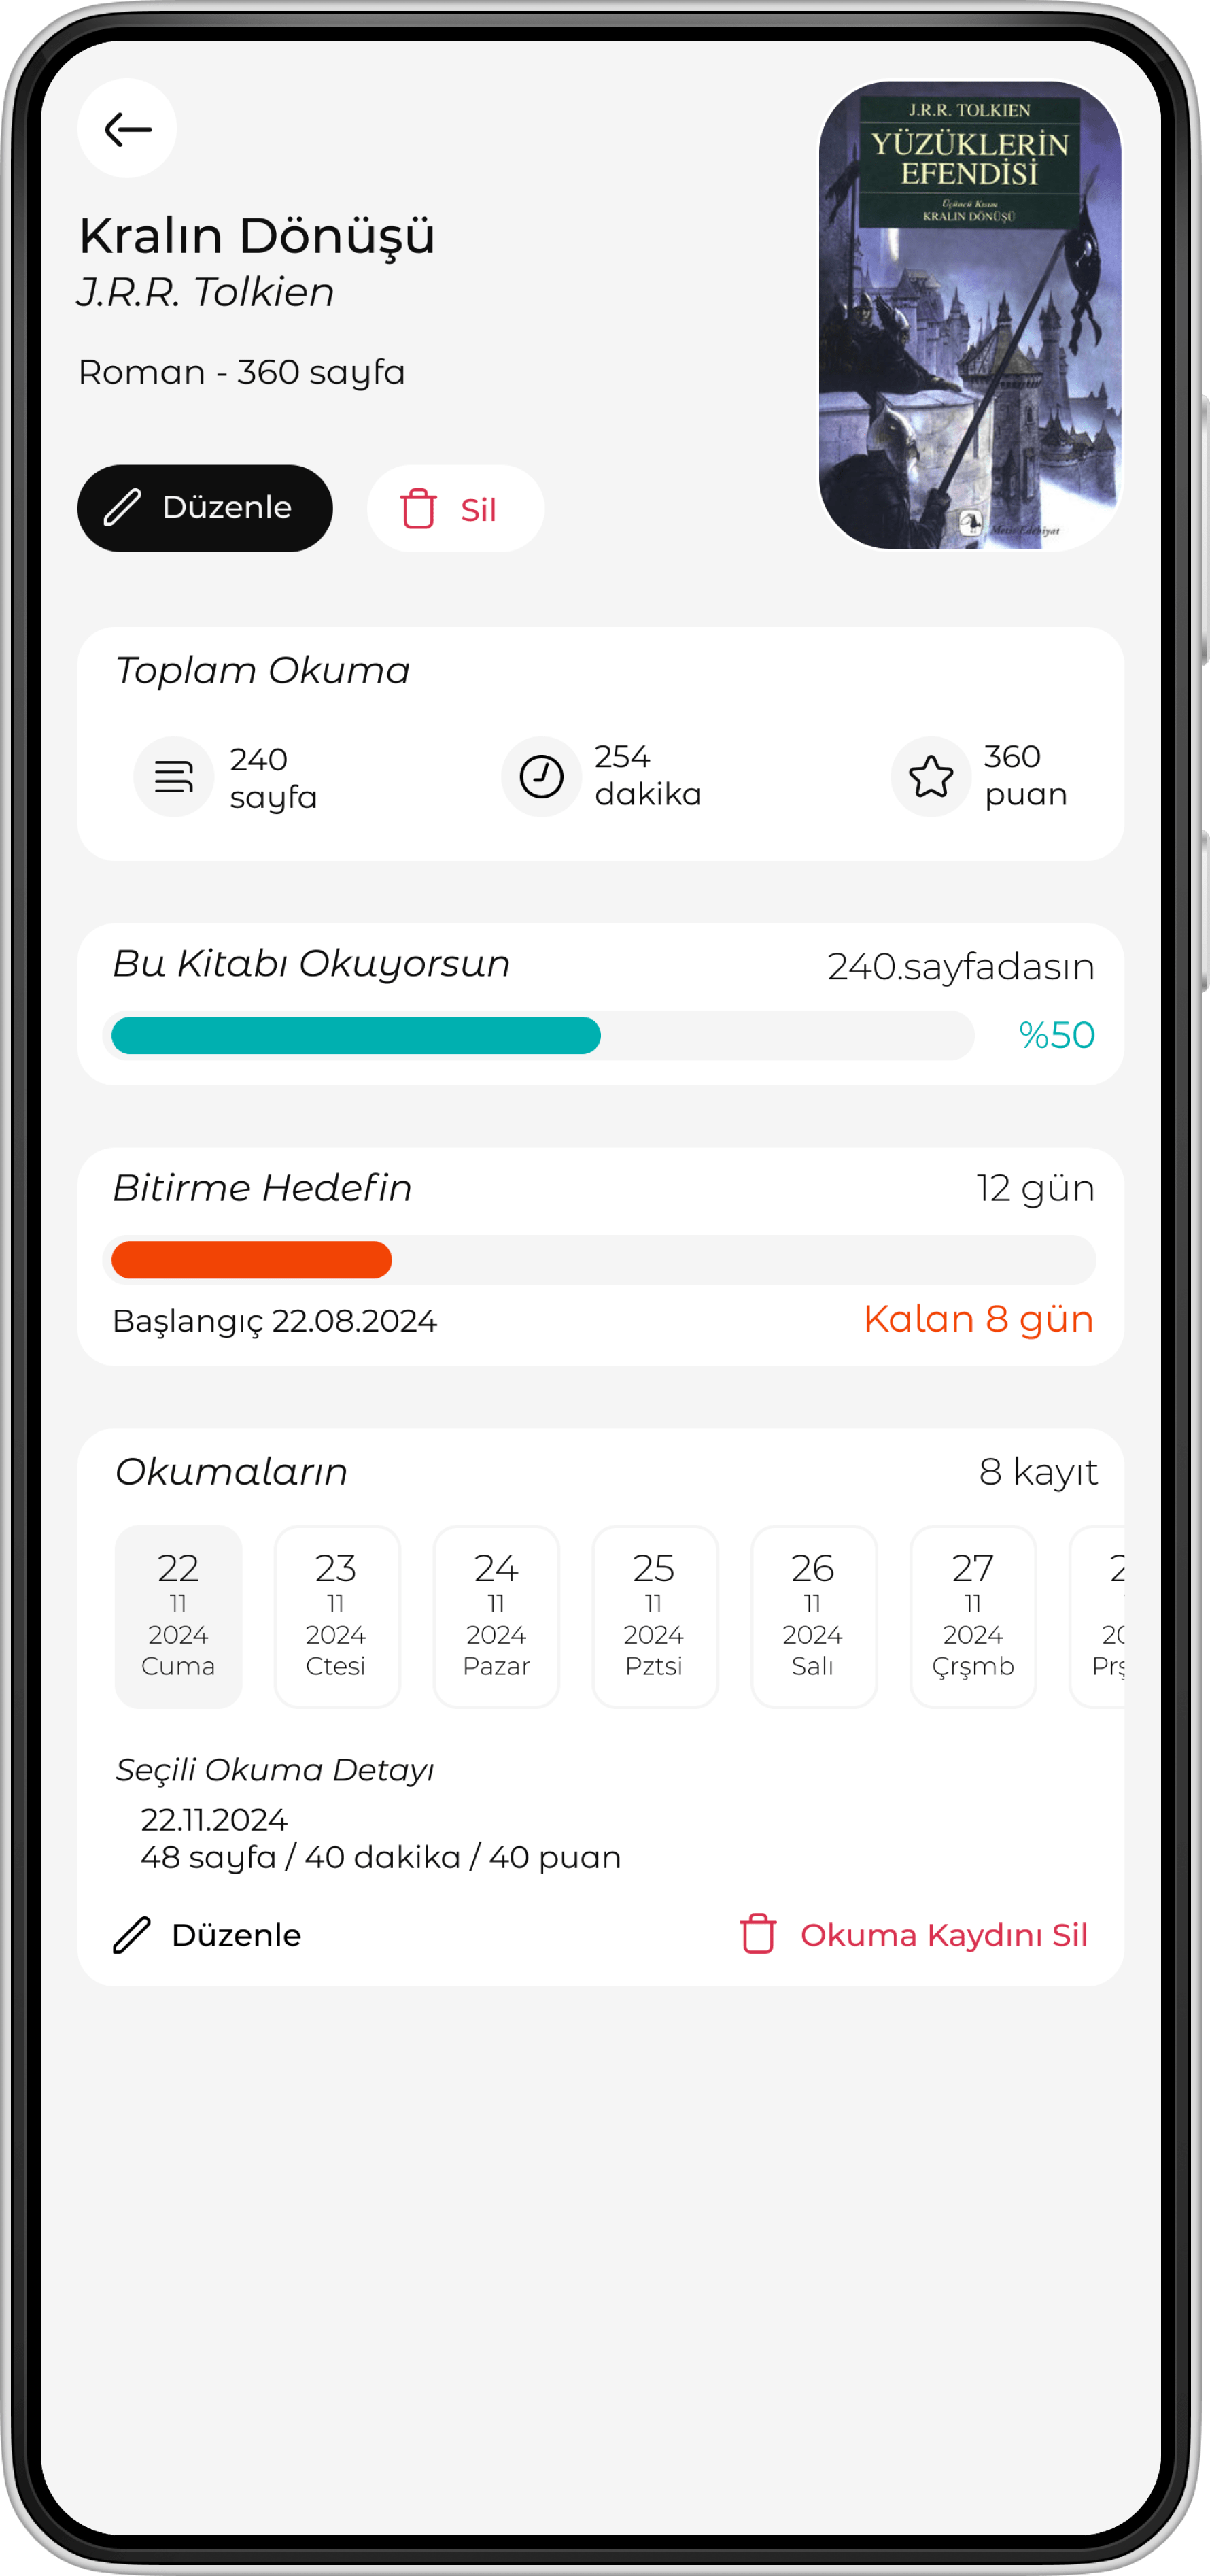 J.R.R. TOLKIEN
YÜZÜKLERİN
EFENDİSİ
Üçüncü Kısım
KRALIN DÖNÜŞÜ
Metis Edebiyat
Kralın Dönüşü
J.R.R. Tolkien
Roman - 360 sayfa
Düzenle
Sil
Toplam Okuma
240
sayfa
254
dakika
360
puan
Bu Kitabı Okuyorsun
240.sayfadasın
%50
Bitirme Hedefin
12 gün
Başlangıç 22.08.2024
Kalan 8 gün
Okumaların
8 kayıt
22
11
2024
Cuma
23
11
2024
Ctesi
24
11
2024
Pazar
25
11
2024
Pztsi
26
11
2024
Salı
27
11
2024
Çrşmb
Seçili Okuma Detayı
22.11.2024
48 sayfa / 40 dakika / 40 puan
Düzenle
Okuma Kaydını Sil